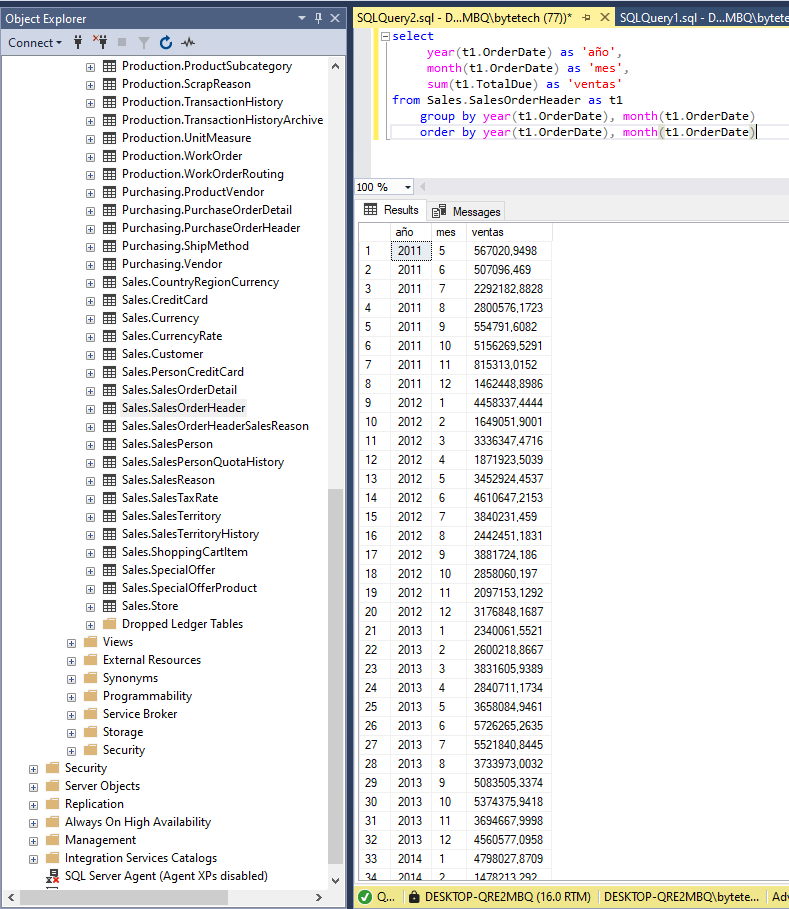 Object Explorer
Connect
Production.ProductSubcategory
Production.ScrapReason
Production.TransactionHistory
Production.TransactionHistoryArchive
Production.UnitMeasure
Production.WorkOrder
Production.WorkOrderRouting
Purchasing.ProductVendor
Purchasing.PurchaseOrderDetail
Purchasing.PurchaseOrderHeader
Purchasing.ShipMethod
Purchasing.Vendor
Sales.CountryRegionCurrency
Sales.CreditCard
Sales.Currency
Sales.CurrencyRate
Sales.Customer
Sales.PersonCreditCard
Sales.SalesOrderDetail
Sales.SalesOrderHeader
Sales.SalesOrderHeaderSalesReason
Sales.SalesPerson
Sales.SalesPersonQuotaHistory
Sales.SalesReason
Sales.SalesTaxRate
Sales.SalesTerritory
Sales.SalesTerritoryHistory
Sales.ShoppingCartItem
Sales.SpecialOffer
Sales.SpecialOfferProduct
Sales.Store
Dropped Ledger Tables
Views
External Resources
Synonyms
Programmability
Service Broker
Storage
Security
Security
Server Objects
Replication
Always On High Availability
Management
Integration Services Catalogs
SQL Server Agent (Agent XPs disabled)
SQLQuery2.sql - D...MBQ\bytetech (77))* SQLQuery1.sql - D...MBQ\bytete
select
year(t1.OrderDate) as 'año',
month(t1.OrderDate) as 'mes',
sum(t1.TotalDue) as 'ventas'
from Sales.SalesOrderHeader as t1
group by year(t1.OrderDate), month(t1.OrderDate)
order by year(t1.OrderDate), month(t1.OrderDate)
100 %
Results Messages
año mes ventas
1 2011 5 567020,9498
2 2011 6 507096,469
3 2011 7 2292182,8828
4 2011 8 2800576,1723
5 2011 9 554791,6082
6 2011 10 5156269,5291
7 2011 11 815313,0152
8 2011 12 1462448,8986
9 2012 1 4458337,4444
10 2012 2 1649051,9001
11 2012 3 3336347,4716
12 2012 4 1871923,5039
13 2012 5 3452924,4537
14 2012 6 4610647,2153
15 2012 7 3840231,459
16 2012 8 2442451,1831
17 2012 9 3881724,186
18 2012 10 2858060,197
19 2012 11 2097153,1292
20 2012 12 3176848,1687
21 2013 1 2340061,5521
22 2013 2 2600218,8667
23 2013 3 3831605,9389
24 2013 4 2840711,1734
25 2013 5 3658084,9461
26 2013 6 5726265,2635
27 2013 7 5521840,8445
28 2013 8 3733973,0032
29 2013 9 5083505,3374
30 2013 10 5374375,9418
31 2013 11 3694667,9998
32 2013 12 4560577,0958
33 2014 1 4798027,8709
34 2014 2 1478213,292
Q... DESKTOP-QRE2MBQ (16.0 RTM) DESKTOP-QRE2MBQ\bytete... Adv